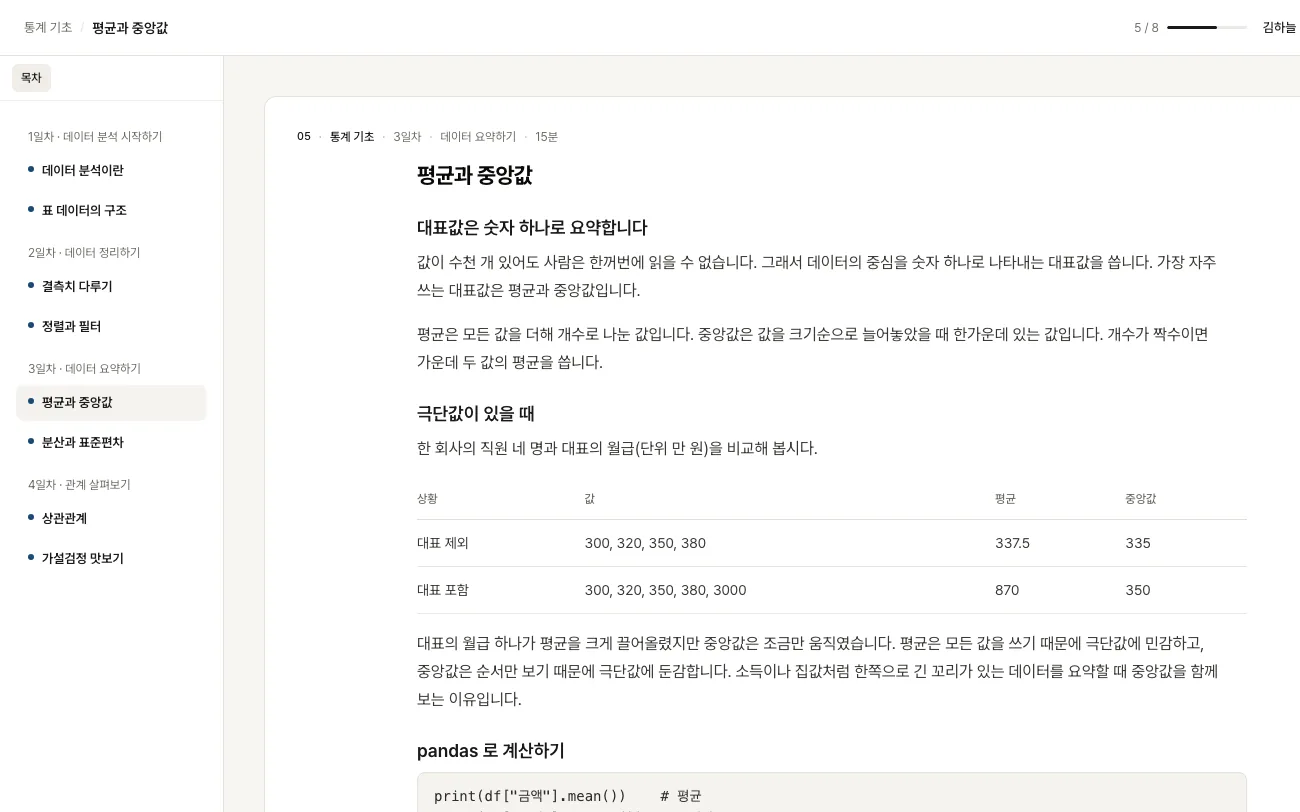 통계 기초 / 평균과 중앙값
5 / 8
김하늘
목차
1일차 · 데이터 분석 시작하기
데이터 분석이란
표 데이터의 구조
2일차 · 데이터 정리하기
결측치 다루기
정렬과 필터
3일차 · 데이터 요약하기
평균과 중앙값
분산과 표준편차
4일차 · 관계 살펴보기
상관관계
가설검정 맛보기
05 · 통계 기초 · 3일차 · 데이터 요약하기 · 15분
평균과 중앙값
대표값은 숫자 하나로 요약합니다
값이 수천 개 있어도 사람은 한꺼번에 읽을 수 없습니다. 그래서 데이터의 중심을 숫자 하나로 나타내는 대표값을 씁니다. 가장 자주
쓰는 대표값은 평균과 중앙값입니다.
평균은 모든 값을 더해 개수로 나눈 값입니다. 중앙값은 값을 크기순으로 늘어놓았을 때 한가운데 있는 값입니다. 개수가 짝수이면
가운데 두 값의 평균을 씁니다.
극단값이 있을 때
한 회사의 직원 네 명과 대표의 월급(단위 만 원)을 비교해 봅시다.
상황 값 평균 중앙값
대표 제외 300, 320, 350, 380 337.5 335
대표 포함 300, 320, 350, 380, 3000 870 350
대표의 월급 하나가 평균을 크게 끌어올렸지만 중앙값은 조금만 움직였습니다. 평균은 모든 값을 쓰기 때문에 극단값에 민감하고,
중앙값은 순서만 보기 때문에 극단값에 둔감합니다. 소득이나 집값처럼 한쪽으로 긴 꼬리가 있는 데이터를 요약할 때 중앙값을 함께
보는 이유입니다.
pandas 로 계산하기
print(df["금액"].mean()) # 평균